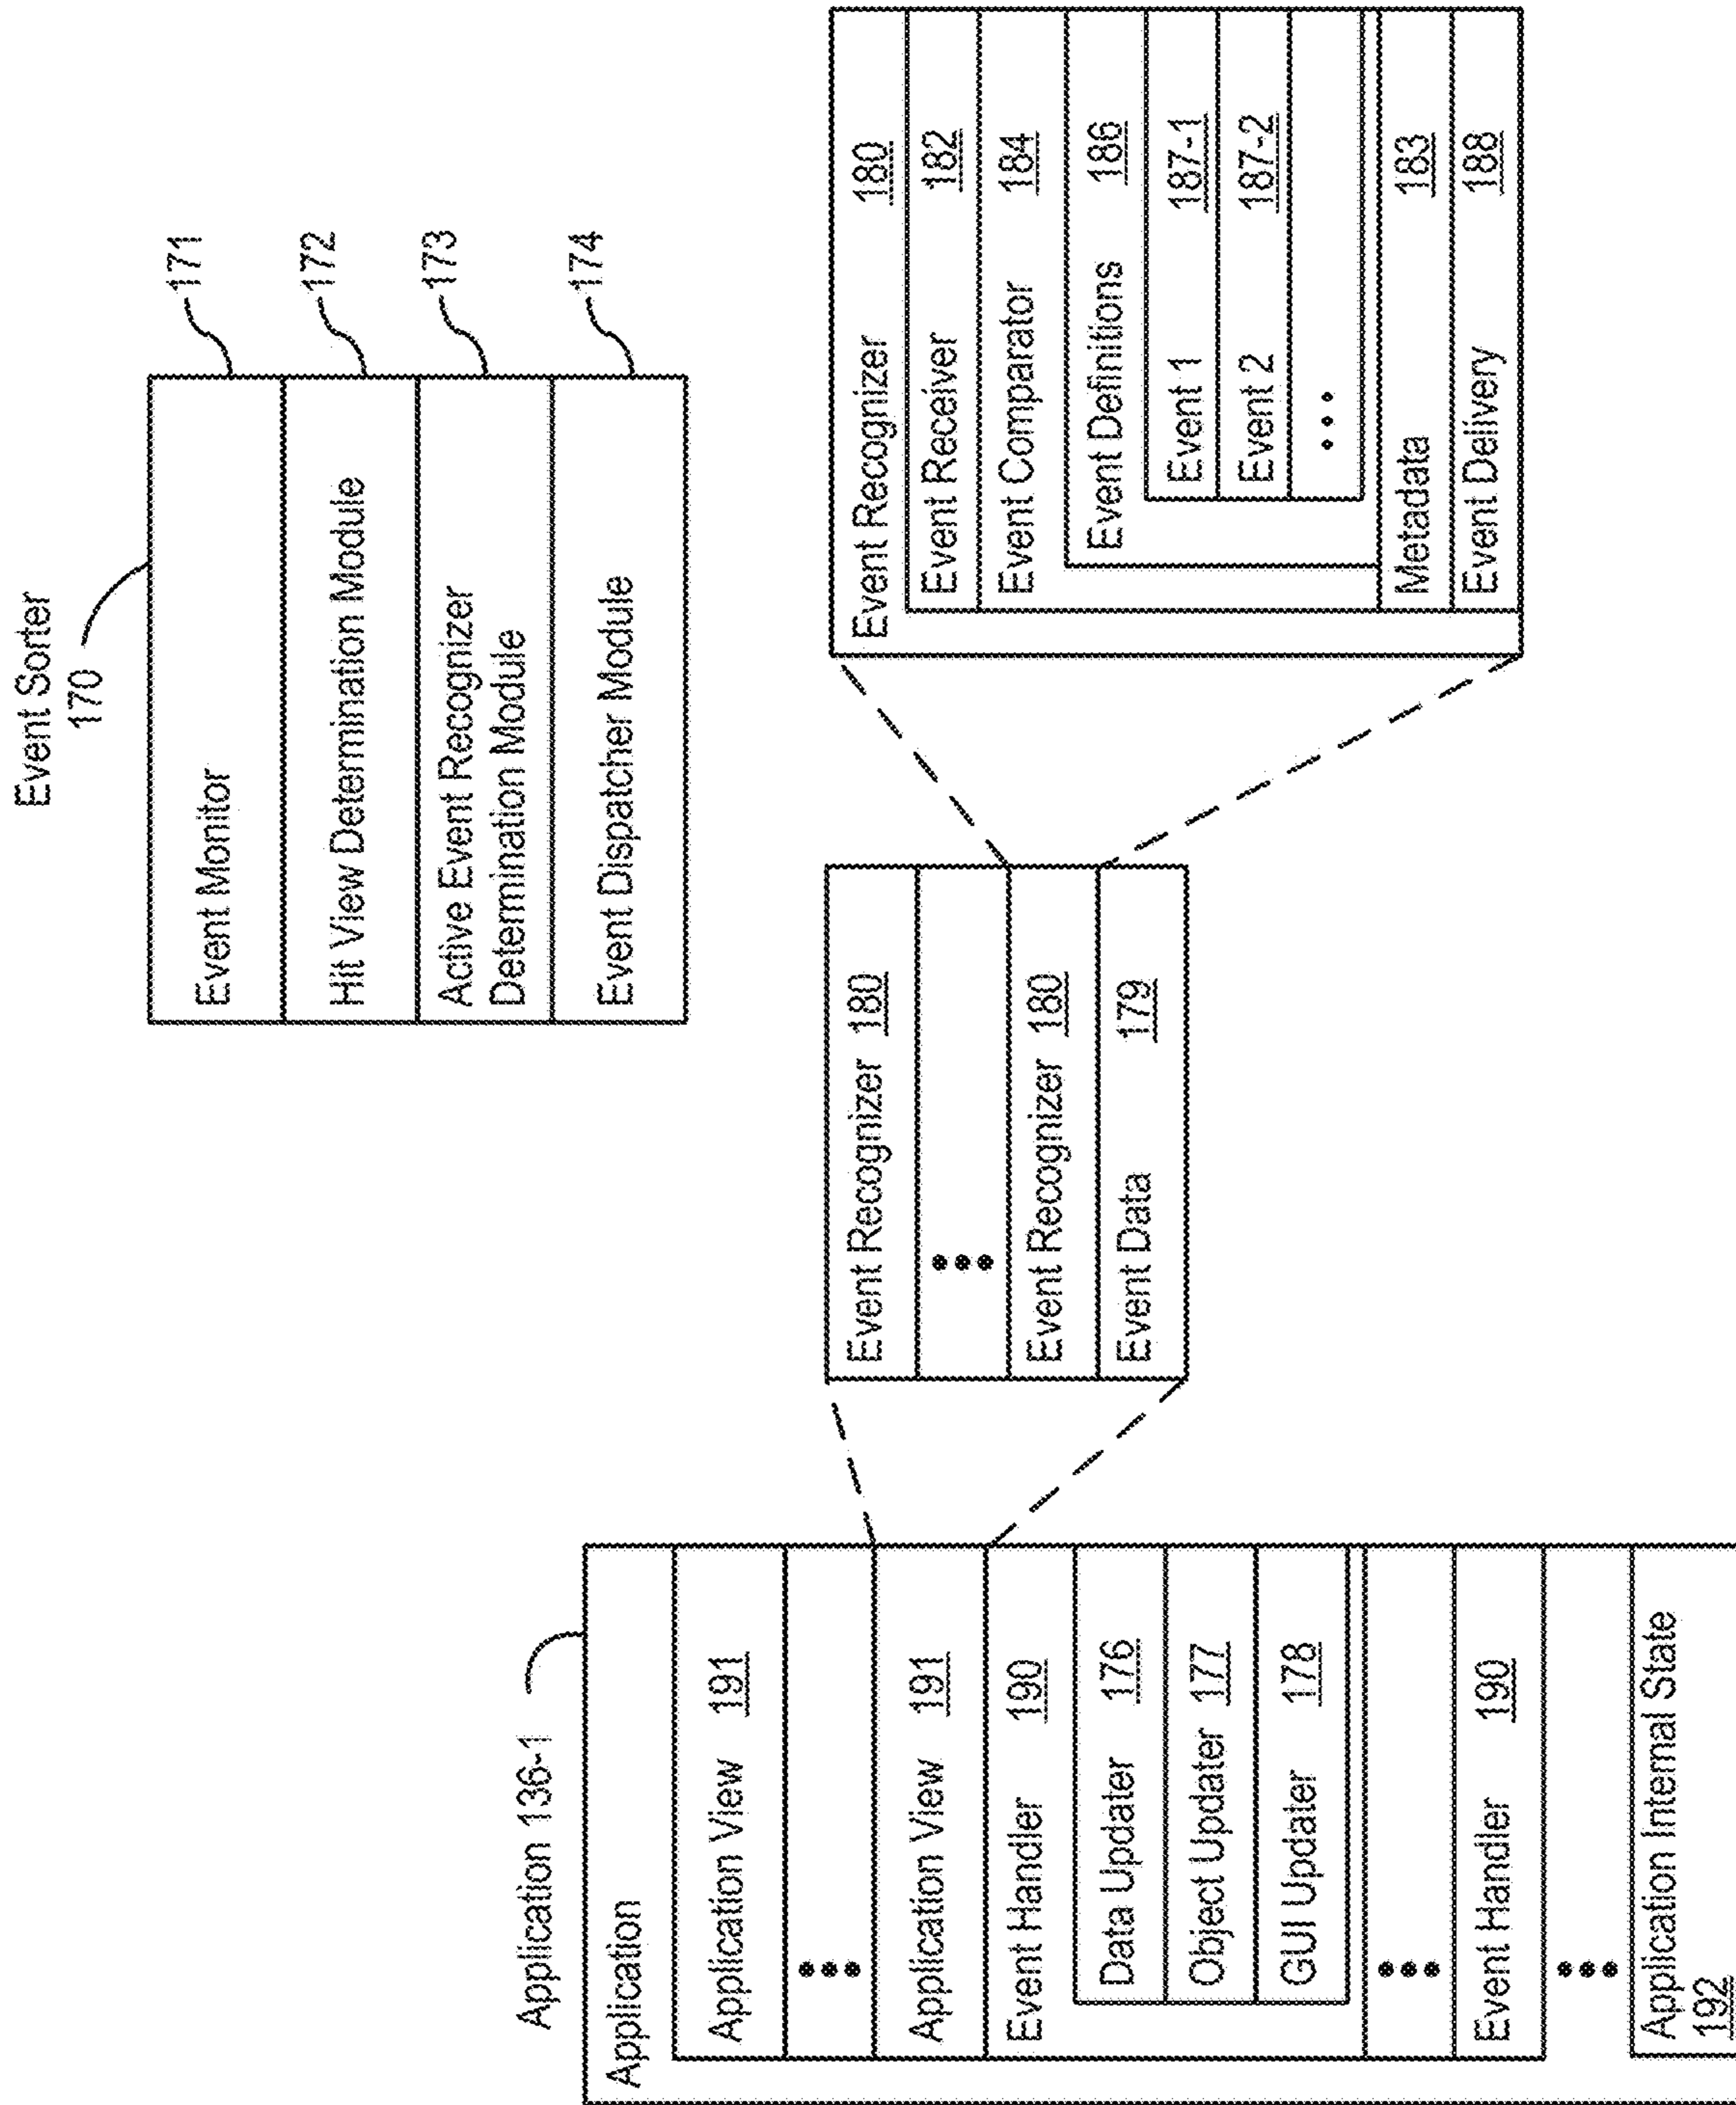 Event Sorter
170
Event Monitor
171
Hit View Determination Module
172
Active Event Recognizer
Determination Module
173
Event Dispatcher Module
174
Application 136-1
Application
Application View 191
•••
Application View 191
Event Handler 190
Data Updater 176
Object Updater 177
GUI Updater 178
•••
Event Handler 190
•••
Application Internal State
192
Event Recognizer 180
•••
Event Recognizer 180
Event Data 179
Event Recognizer 180
Event Receiver 182
Event Comparator 184
Event Definitions 186
Event 1 187-1
Event 2 187-2
•••
Metadata 183
Event Delivery 188